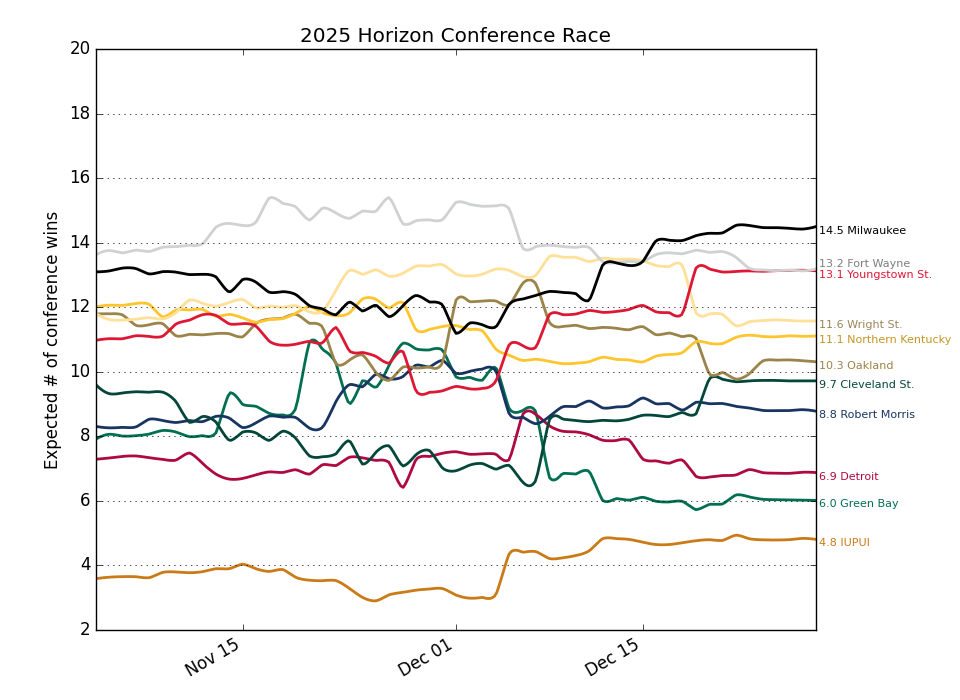 2025 Horizon Conference Race
Expected # of conference wins
20
18
16
14
12
10
8
6
4
2
14.5 Milwaukee
13.2 Fort Wayne
13.1 Youngstown St.
11.6 Wright St.
11.1 Northern Kentucky
10.3 Oakland
9.7 Cleveland St.
8.8 Robert Morris
6.9 Detroit
6.0 Green Bay
4.8 IUPUI
Nov 15
Dec 01
Dec 15